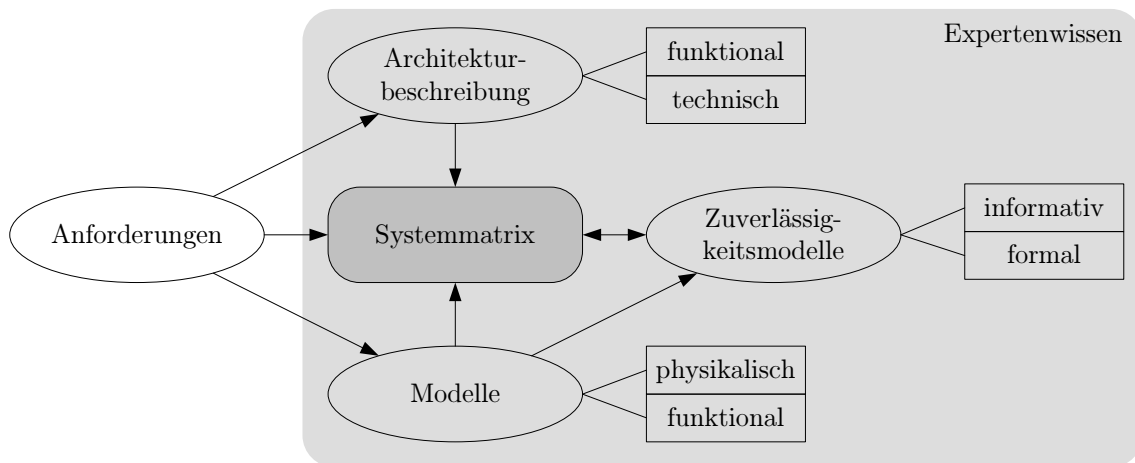 Expertenwissen
Architektur-
beschreibung
funktional
technisch
Anforderungen
Systemmatrix
Zuverlässig-
keitsmodelle
informativ
formal
Modelle
physikalisch
funktional